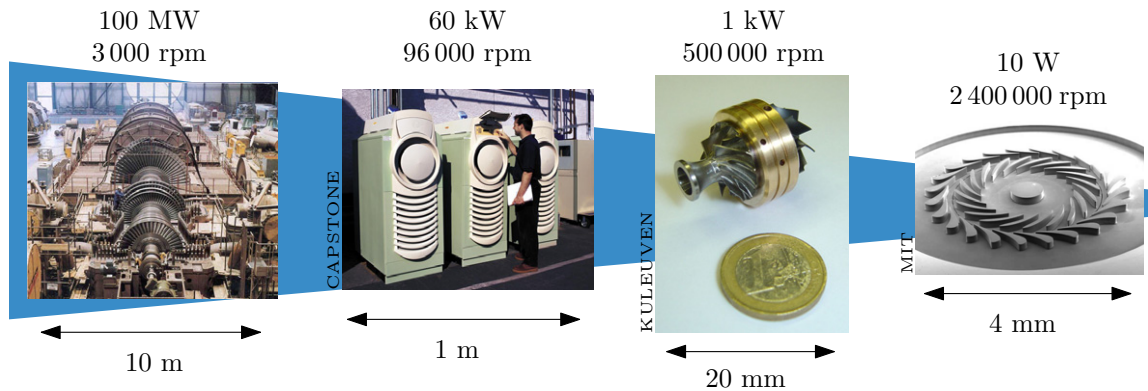 100 MW
3 000 rpm
60 kW
96 000 rpm
1 kW
500 000 rpm
10 W
2 400 000 rpm
CAPSTONE
KULEUVEN
MIT
10 m
1 m
20 mm
4 mm